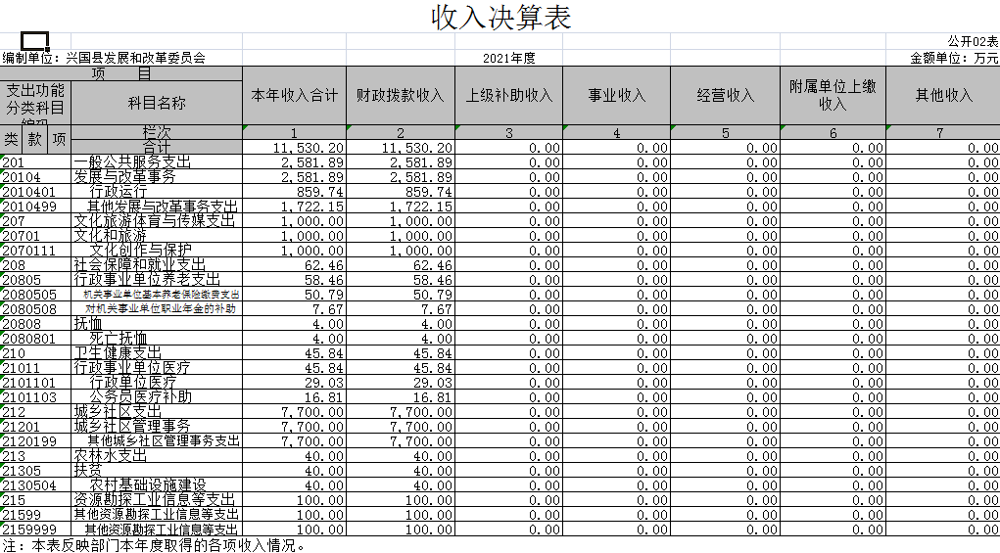 收入决算表
公开02表
编制单位：兴国县发展和改革委员会 2021年度 金额单位：万元
项 目 本年收入合计 财政拨款收入 上级补助收入 事业收入 经营收入 附属单位上缴收入 其他收入
支出功能分类科目编码 科目名称
类 款 项 栏次 1 2 3 4 5 6 7
合计 11,530.20 11,530.20 0.00 0.00 0.00 0.00 0.00
201 一般公共服务支出 2,581.89 2,581.89 0.00 0.00 0.00 0.00 0.00
20104 发展与改革事务 2,581.89 2,581.89 0.00 0.00 0.00 0.00 0.00
2010401 行政运行 859.74 859.74 0.00 0.00 0.00 0.00 0.00
2010499 其他发展与改革事务支出 1,722.15 1,722.15 0.00 0.00 0.00 0.00 0.00
207 文化旅游体育与传媒支出 1,000.00 1,000.00 0.00 0.00 0.00 0.00 0.00
20701 文化和旅游 1,000.00 1,000.00 0.00 0.00 0.00 0.00 0.00
2070111 文化创作与保护 1,000.00 1,000.00 0.00 0.00 0.00 0.00 0.00
208 社会保障和就业支出 62.46 62.46 0.00 0.00 0.00 0.00 0.00
20805 行政事业单位养老支出 58.46 58.46 0.00 0.00 0.00 0.00 0.00
2080505 机关事业单位基本养老保险缴费支出 50.79 50.79 0.00 0.00 0.00 0.00 0.00
2080508 对机关事业单位职业年金的补助 7.67 7.67 0.00 0.00 0.00 0.00 0.00
20808 抚恤 4.00 4.00 0.00 0.00 0.00 0.00 0.00
2080801 死亡抚恤 4.00 4.00 0.00 0.00 0.00 0.00 0.00
210 卫生健康支出 45.84 45.84 0.00 0.00 0.00 0.00 0.00
21011 行政事业单位医疗 45.84 45.84 0.00 0.00 0.00 0.00 0.00
2101101 行政单位医疗 29.03 29.03 0.00 0.00 0.00 0.00 0.00
2101103 公务员医疗补助 16.81 16.81 0.00 0.00 0.00 0.00 0.00
212 城乡社区支出 7,700.00 7,700.00 0.00 0.00 0.00 0.00 0.00
21201 城乡社区管理事务 7,700.00 7,700.00 0.00 0.00 0.00 0.00 0.00
2120199 其他城乡社区管理事务支出 7,700.00 7,700.00 0.00 0.00 0.00 0.00 0.00
213 农林水支出 40.00 40.00 0.00 0.00 0.00 0.00 0.00
21305 扶贫 40.00 40.00 0.00 0.00 0.00 0.00 0.00
2130504 农村基础设施建设 40.00 40.00 0.00 0.00 0.00 0.00 0.00
215 资源勘探工业信息等支出 100.00 100.00 0.00 0.00 0.00 0.00 0.00
21599 其他资源勘探工业信息等支出 100.00 100.00 0.00 0.00 0.00 0.00 0.00
2159999 其他资源勘探工业信息等支出 100.00 100.00 0.00 0.00 0.00 0.00 0.00
注：本表反映部门本年度取得的各项收入情况。